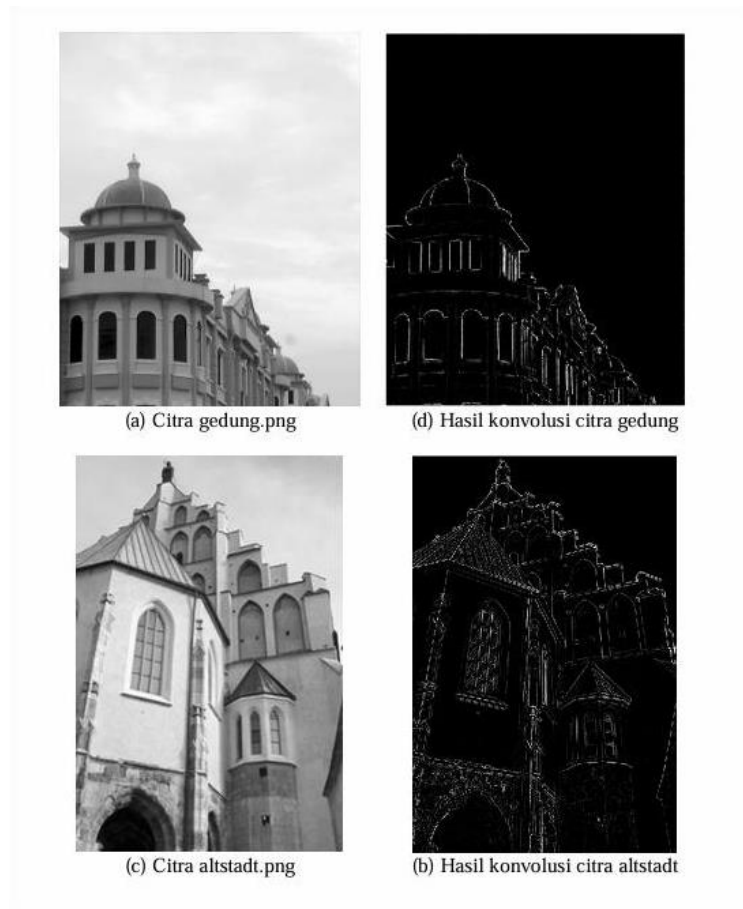 (a) Citra gedung.png
(d) Hasil konvolusi citra gedung
(c) Citra altstadt.png
(b) Hasil konvolusi citra altstadt